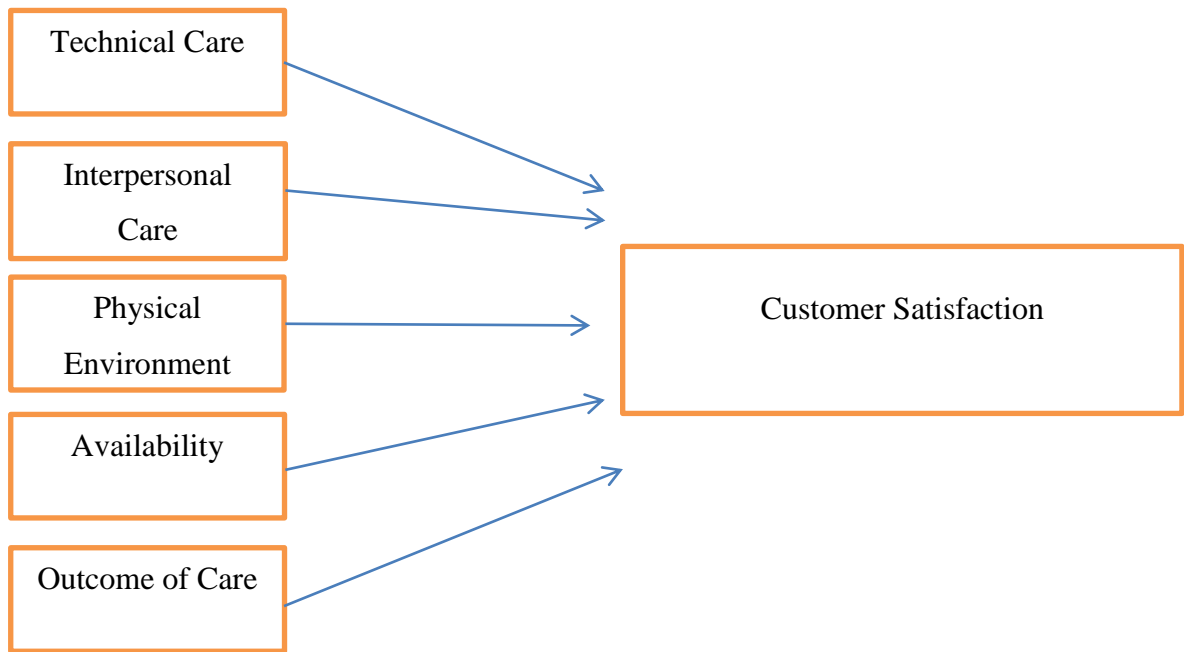 Technical Care
Interpersonal
Care
Physical
Environment
Availability
Outcome of Care
Customer Satisfaction